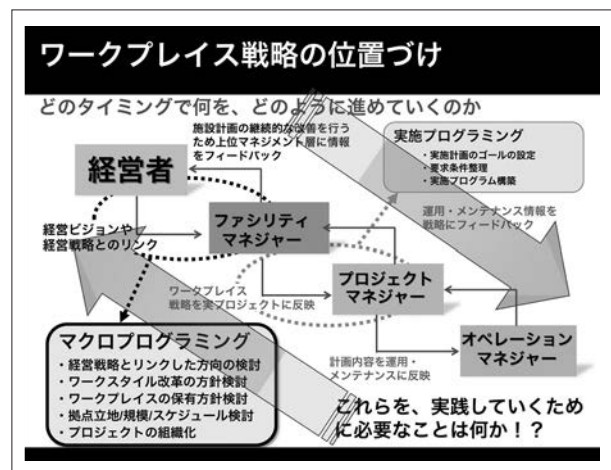 ワークプレイス戦略の位置づけ
どのタイミングで何を、どのように進めていくのか
施設計画の継続的な改善を行う
ため上位マネジメント層に情報
をフィードバック
実施プログラミング
・実施計画のゴールの設定
・要求条件整理
・実施プログラム構築
経営者
経営ビジョンや
経営戦略とのリンク
ファシリティ
マネジャー
運用・メンテナンス情報を
戦略にフィードバック
ワークプレイス
戦略を実プロジェクトに反映
プロジェクト
マネジャー
マクロプログラミング
・経営戦略とリンクした方向の検討
・ワークスタイル改革の方針検討
・ワークプレイスの保有方針検討
・拠点立地/規模/スケジュール検討
・プロジェクトの組織化
計画内容を運用・
メンテナンスに反映
オペレーション
マネジャー
これらを、実践していくため
に必要なことは何か！？